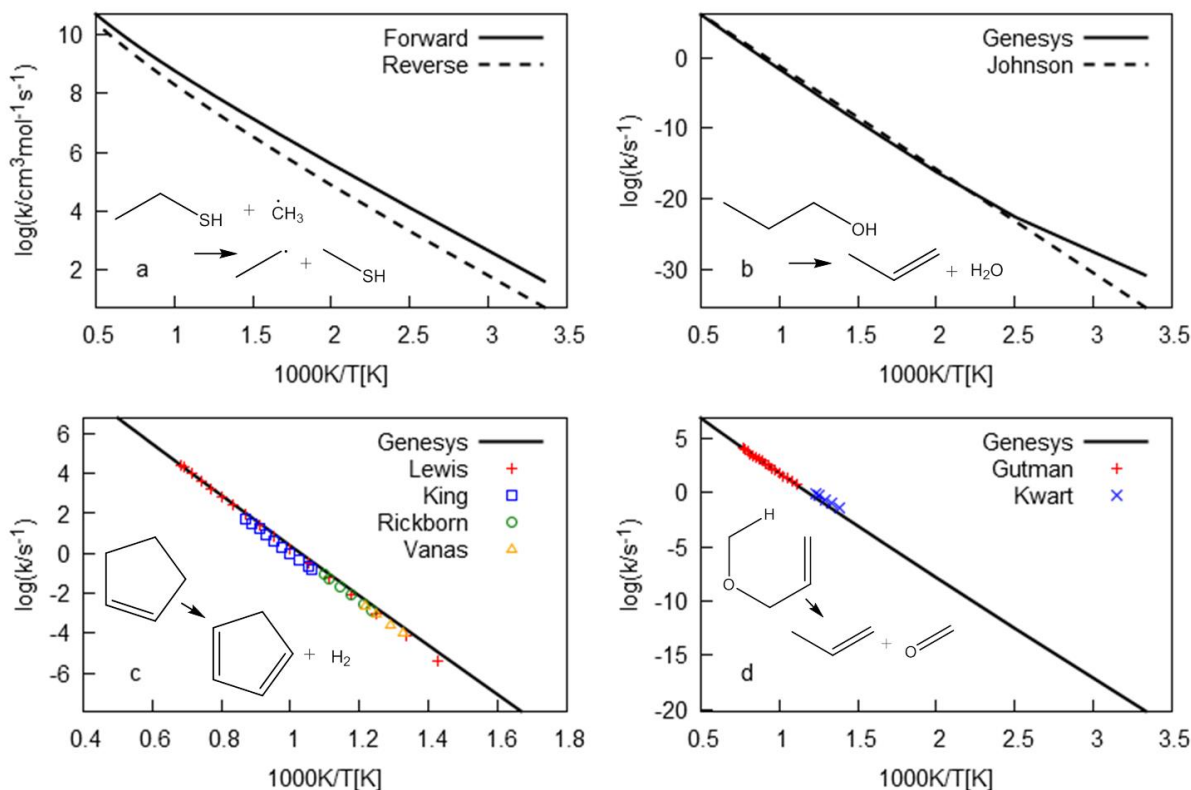 log(k/cm³mol⁻¹s⁻¹)
10
8
6
4
2
Forward
Reverse
SH
+
ĊH₃
a
+
SH
0.5 1 1.5 2 2.5 3 3.5
1000K/T[K]
log(k/s⁻¹)
0
-10
-20
-30
Genesys
Johnson
OH
b
+ H₂O
0.5 1 1.5 2 2.5 3 3.5
1000K/T[K]
log(k/s⁻¹)
6
4
2
0
-2
-4
-6
Genesys
Lewis
King
Rickborn
Vanas
c
+ H₂
0.4 0.6 0.8 1 1.2 1.4 1.6 1.8
1000K/T[K]
log(k/s⁻¹)
5
0
-5
-10
-15
-20
Genesys
Gutman
Kwart
H
O
d
+
O
0.5 1 1.5 2 2.5 3 3.5
1000K/T[K]